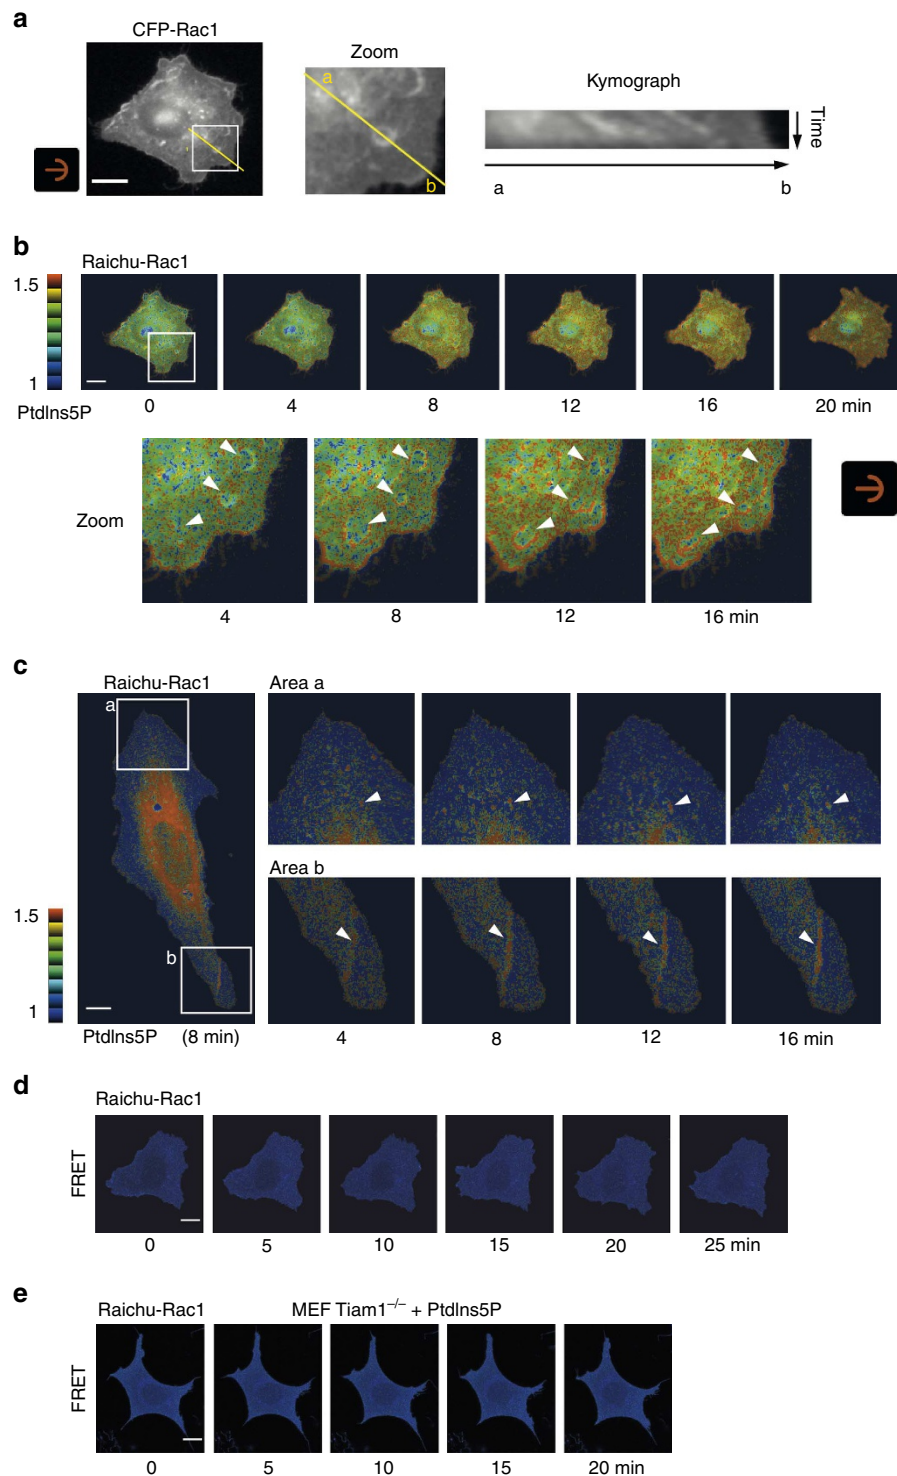 a
CFP-Rac1
Zoom
a
b
Kymograph
Time
a b
b
Raichu-Rac1
1.5
1
PtdIns5P
0 4 8 12 16 20 min
Zoom
4 8 12 16 min
c
Raichu-Rac1
a
b
1.5
1
PtdIns5P (8 min)
Area a
Area b
4 8 12 16 min
d
Raichu-Rac1
FRET
0 5 10 15 20 25 min
e
Raichu-Rac1 MEF Tiam1⁻/⁻ + PtdIns5P
FRET
0 5 10 15 20 min